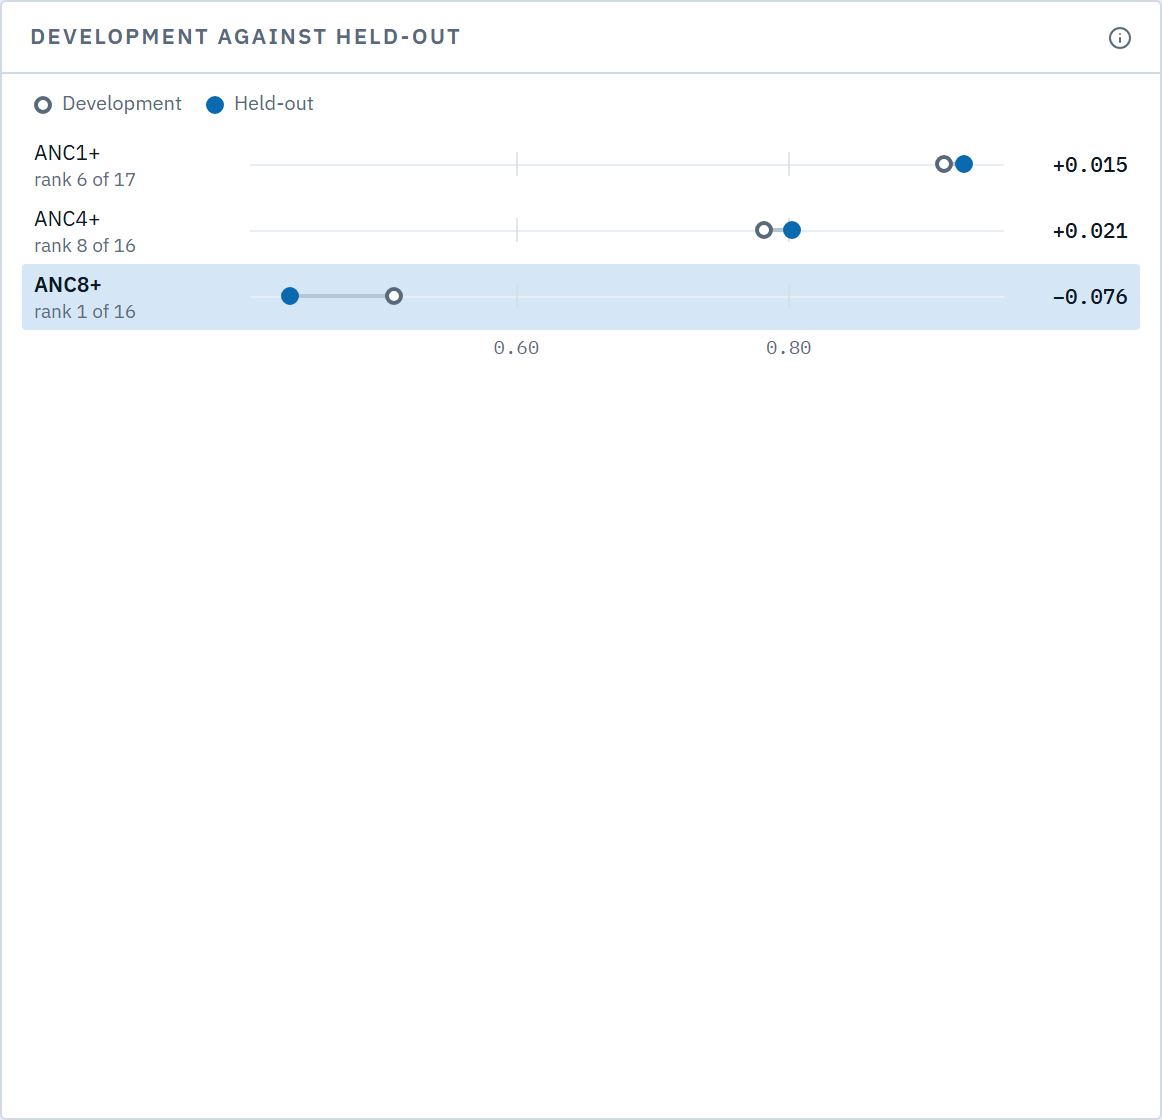 DEVELOPMENT AGAINST HELD-OUT
Development Held-out
ANC1+
rank 6 of 17
+0.015
ANC4+
rank 8 of 16
+0.021
ANC8+
rank 1 of 16
−0.076
0.60 0.80